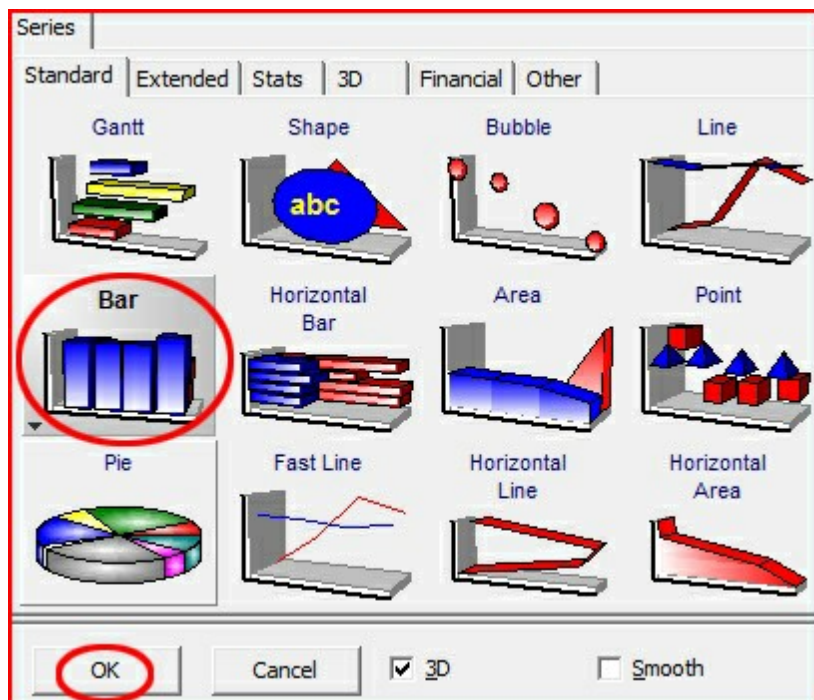 Series
Standard Extended Stats 3D Financial Other
Gantt Shape Bubble Line
abc
Bar Horizontal Bar Area Point
Pie Fast Line Horizontal Line Horizontal Area
OK Cancel 3D Smooth